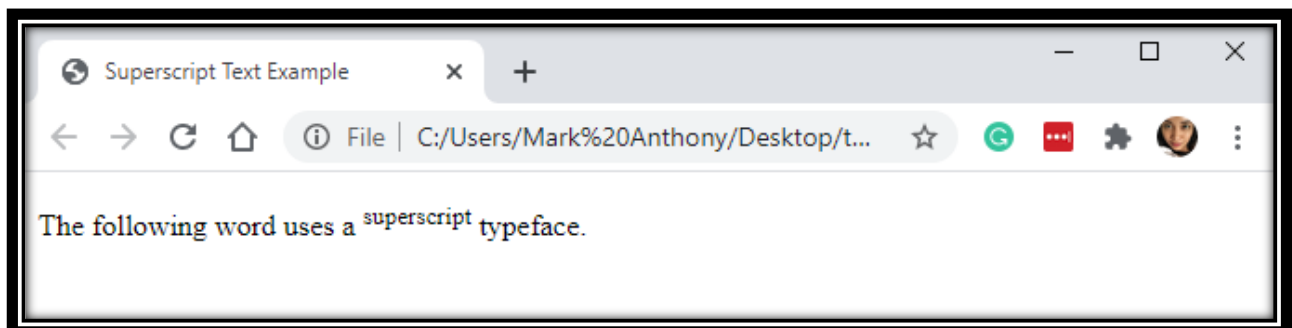 Superscript Text Example
File C:/Users/Mark%20Anthony/Desktop/t...
The following word uses a superscript typeface.